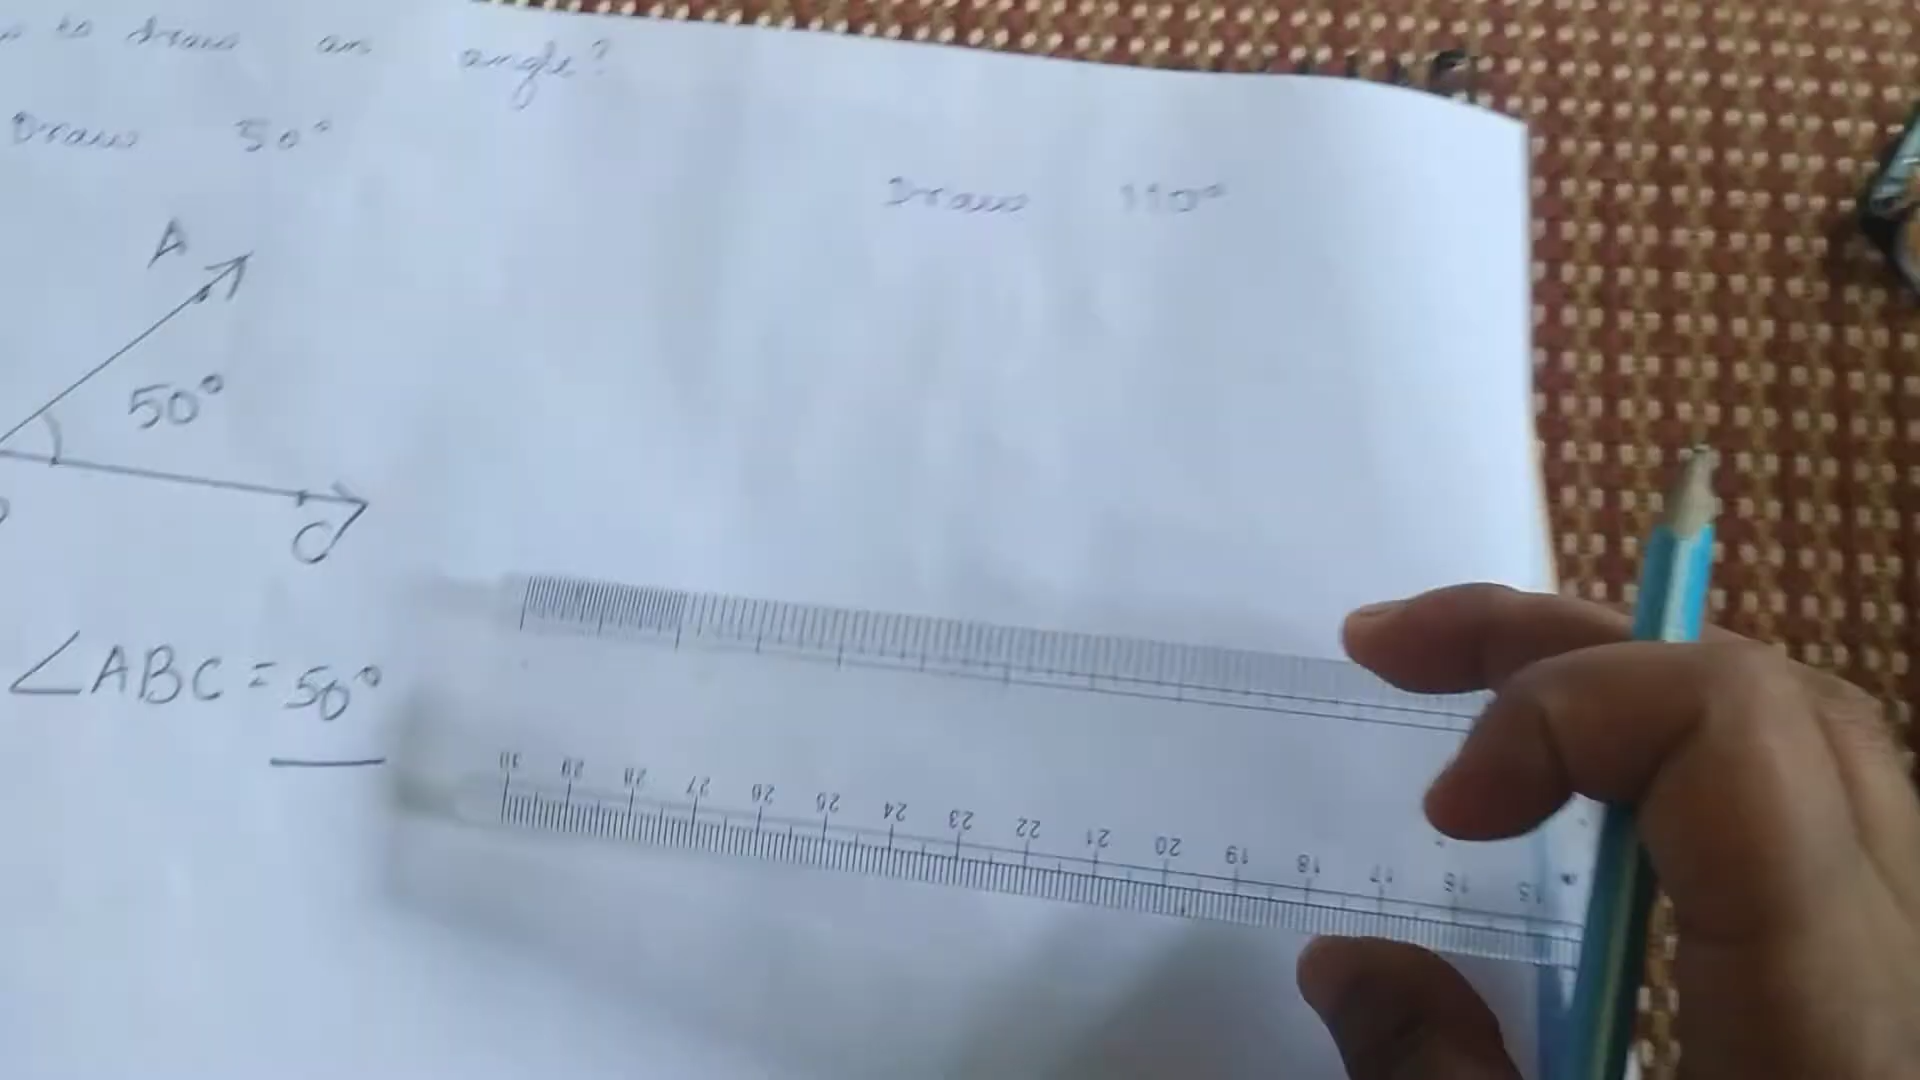 to draw an angle?
Draw 50°
Draw 110°
A
50°
C
∠ABC = 50°
30 29 28 27 26 25 24 23 22 21 20 19 18 17 16 15